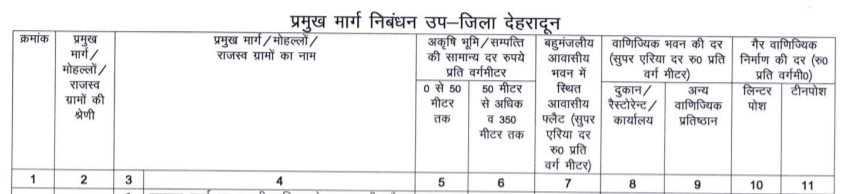 प्रमुख मार्ग निबंधन उप–जिला देहरादून
क्रमांक
प्रमुख
मार्ग/
मोहल्लों/
राजस्व
ग्रामों की
श्रेणी
प्रमुख मार्ग/मोहल्लों/
राजस्व ग्रामों का नाम
अकृषि भूमि/सम्पत्ति
की सामान्य दर रुपये
प्रति वर्गमीटर
0 से 50
मीटर
तक
50 मीटर
से अधिक
व 350
मीटर तक
बहुमंजलीय
आवासीय
भवन में
स्थित
आवासीय
फ्लैट (सुपर
एरिया दर
रु0 प्रति
वर्ग मीटर)
वाणिज्यिक भवन की दर
(सुपर एरिया दर रु0 प्रति
वर्ग मीटर)
दुकान/
रैस्टोरेन्ट/
कार्यालय
अन्य
वाणिज्यिक
प्रतिष्ठान
गैर वाणिज्यिक
निर्माण की दर (रु0
प्रति वर्गमी0)
लिन्टर
पोश
टीनपोश
1 2 3 4 5 6 7 8 9 10 11